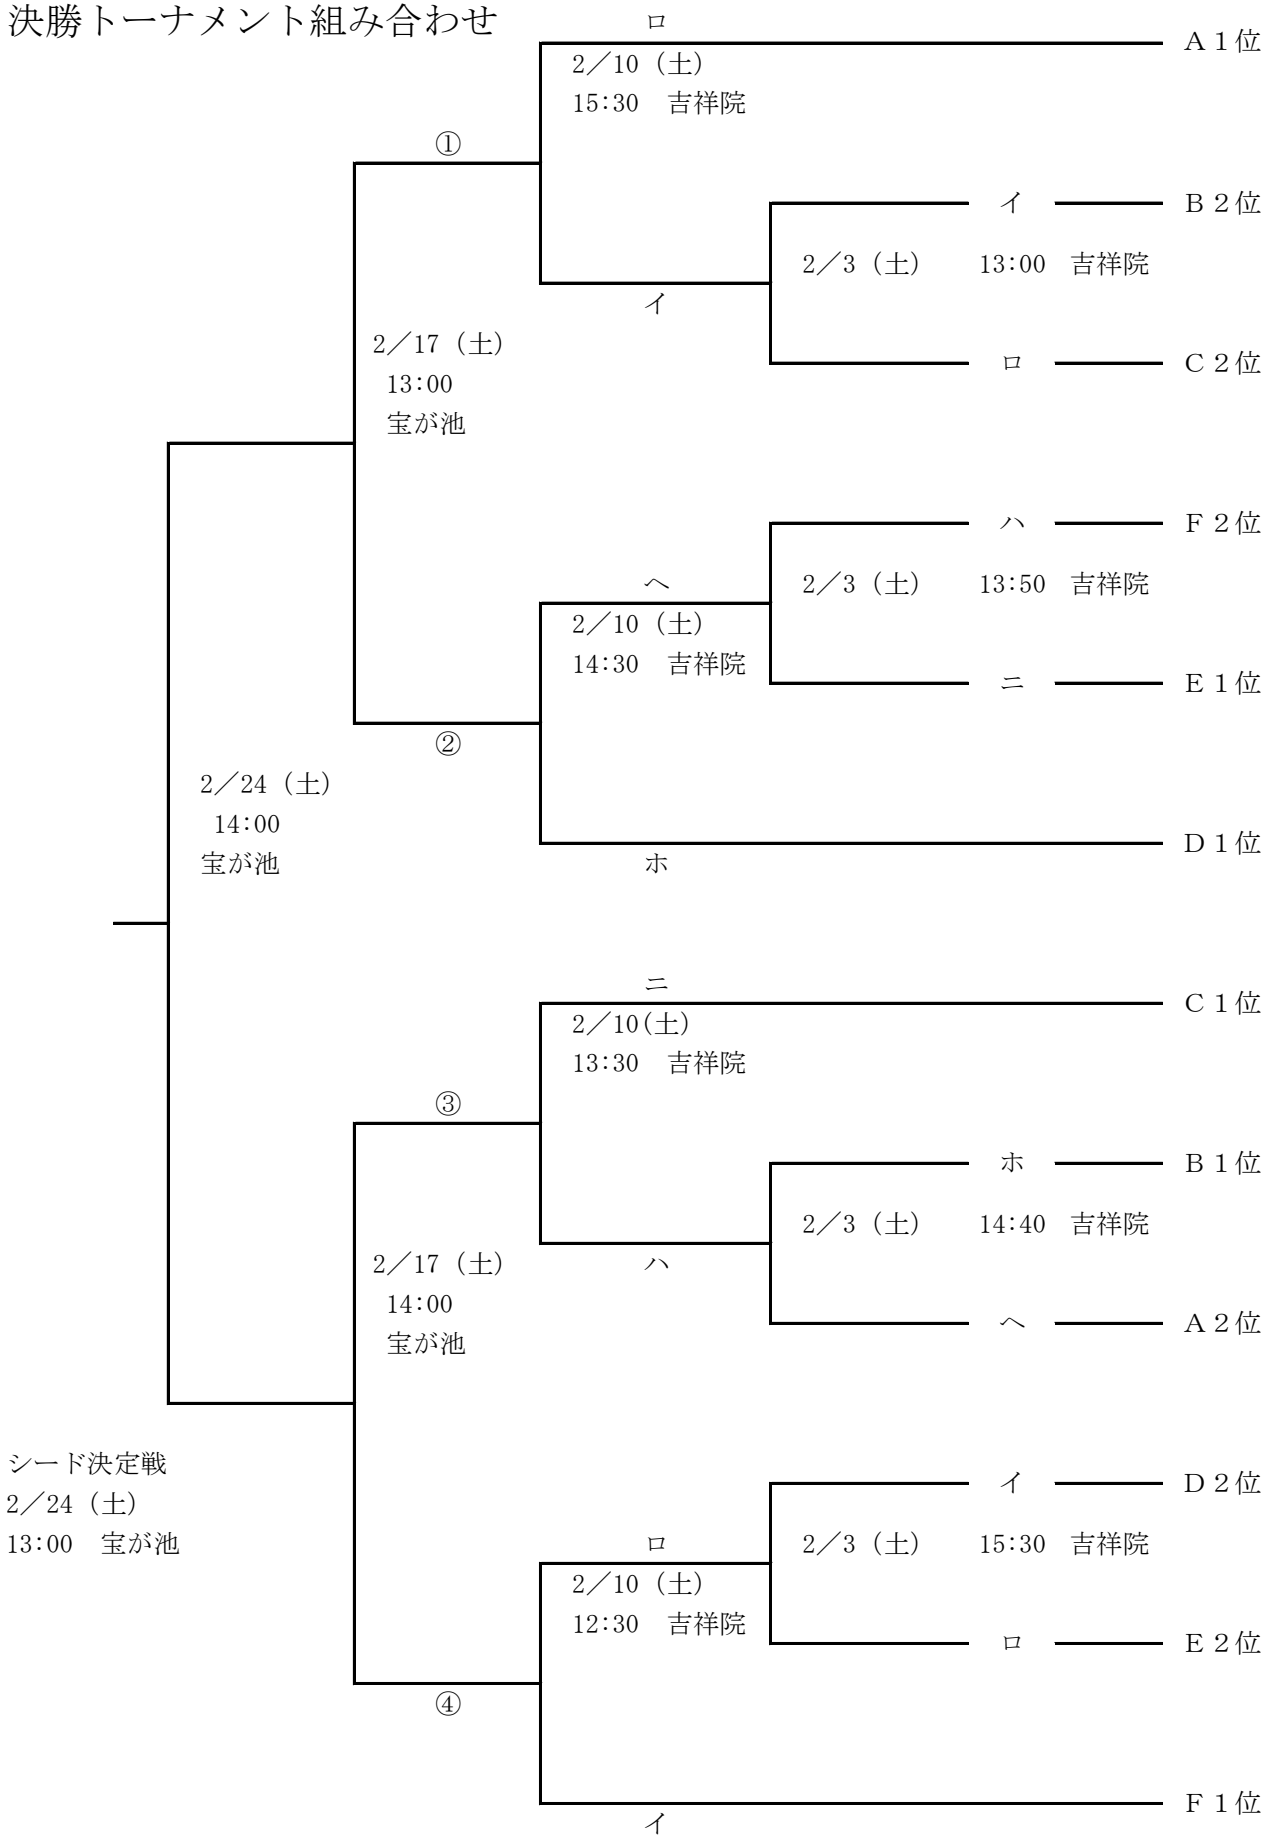 決勝トーナメント組み合わせ
ロ
Ａ１位
2／10（土）
15:30　吉祥院
①
イ
Ｂ２位
2／3（土）　13:00　吉祥院
イ
2／17（土）
13:00
宝が池
ロ
Ｃ２位
ハ
Ｆ２位
ヘ
2／3（土）　13:50　吉祥院
2／10（土）
14:30　吉祥院
ニ
Ｅ１位
②
2／24（土）
14:00
宝が池
Ｄ１位
ホ
ニ
Ｃ１位
2／10(土）
13:30　吉祥院
③
ホ
Ｂ１位
2／3（土）　14:40　吉祥院
ハ
2／17（土）
14:00
宝が池
ヘ
Ａ２位
シード決定戦
2／24（土）
13:00　宝が池
イ
Ｄ２位
ロ
2／3（土）　15:30　吉祥院
2／10（土）
12:30　吉祥院
ロ
Ｅ２位
④
Ｆ１位
イ